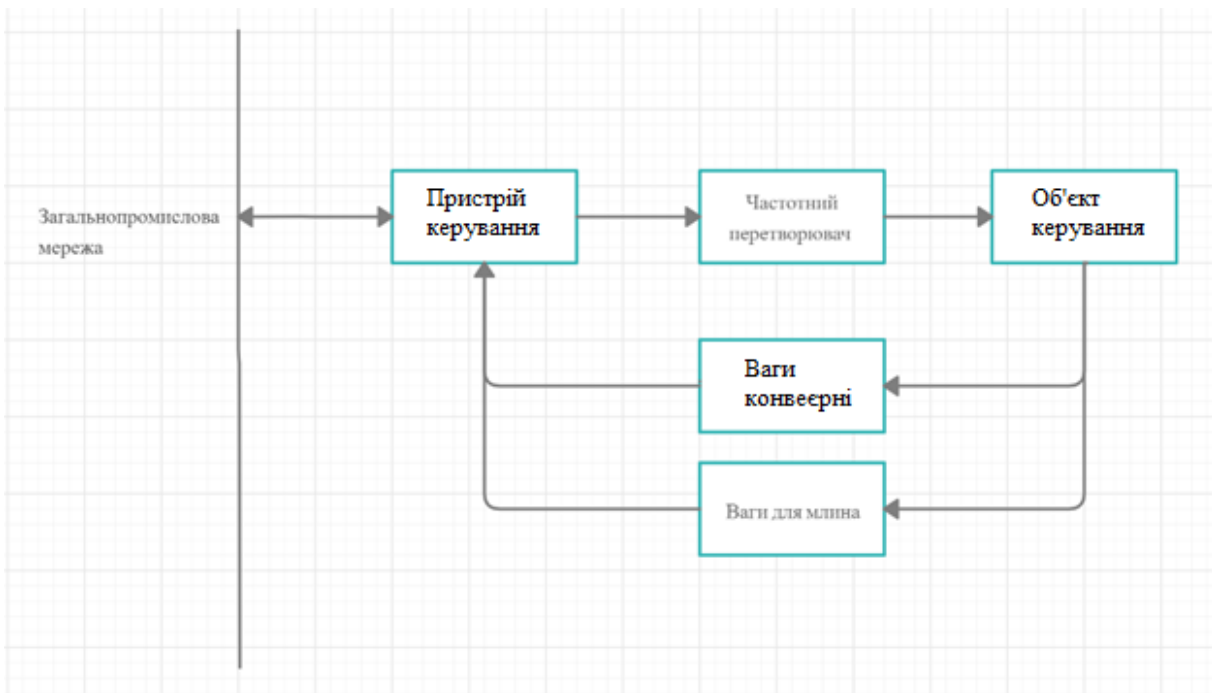 Загальнопромислова
мережа
Пристрій
керування
Частотний
перетворювач
Об'єкт
керування
Ваги
конвеєрні
Ваги для млина